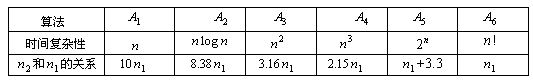 算法 A₁ A₂ A₃ A₄ A₅ A₆
时间复杂性 n n log n n² n³ 2ⁿ n!
n₂和n₁的关系 10n₁ 8.38n₁ 3.16n₁ 2.15n₁ n₁+3.3 n₁